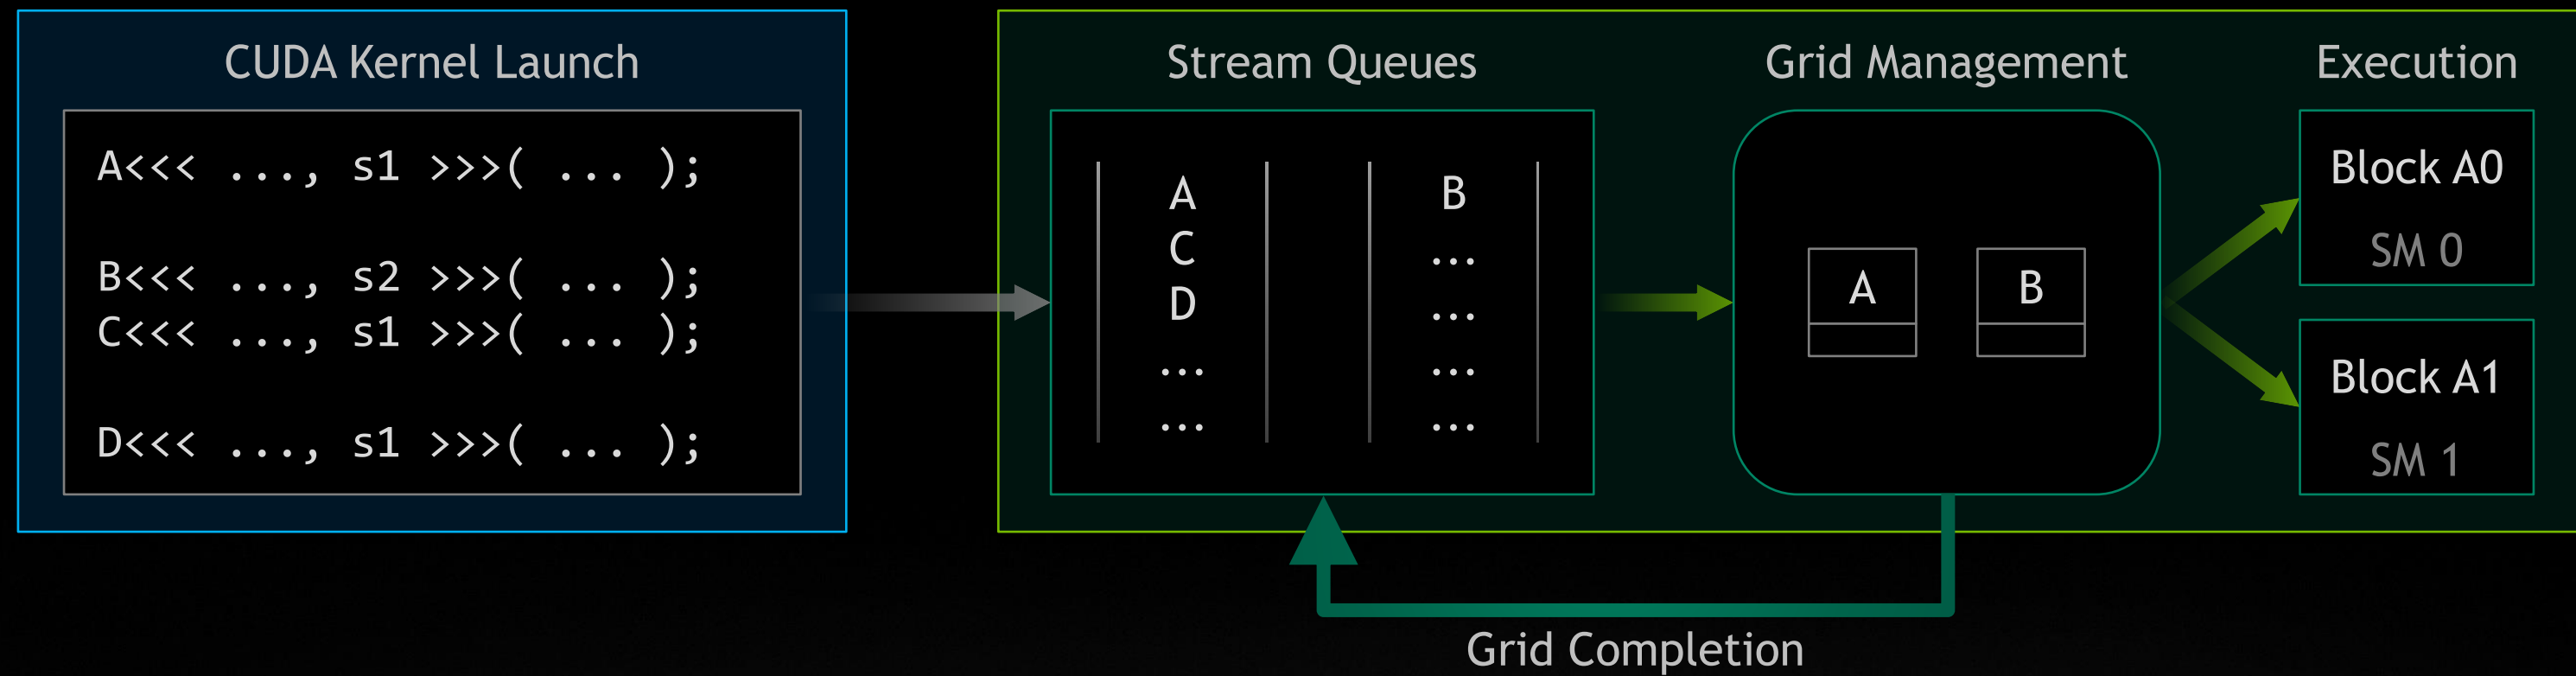 CUDA Kernel Launch
A<<< ..., s1 >>>( ... );
B<<< ..., s2 >>>( ... );
C<<< ..., s1 >>>( ... );
D<<< ..., s1 >>>( ... );
Stream Queues
A
C
D
...
...
B
...
...
...
...
Grid Management
A
B
Execution
Block A0
SM 0
Block A1
SM 1
Grid Completion